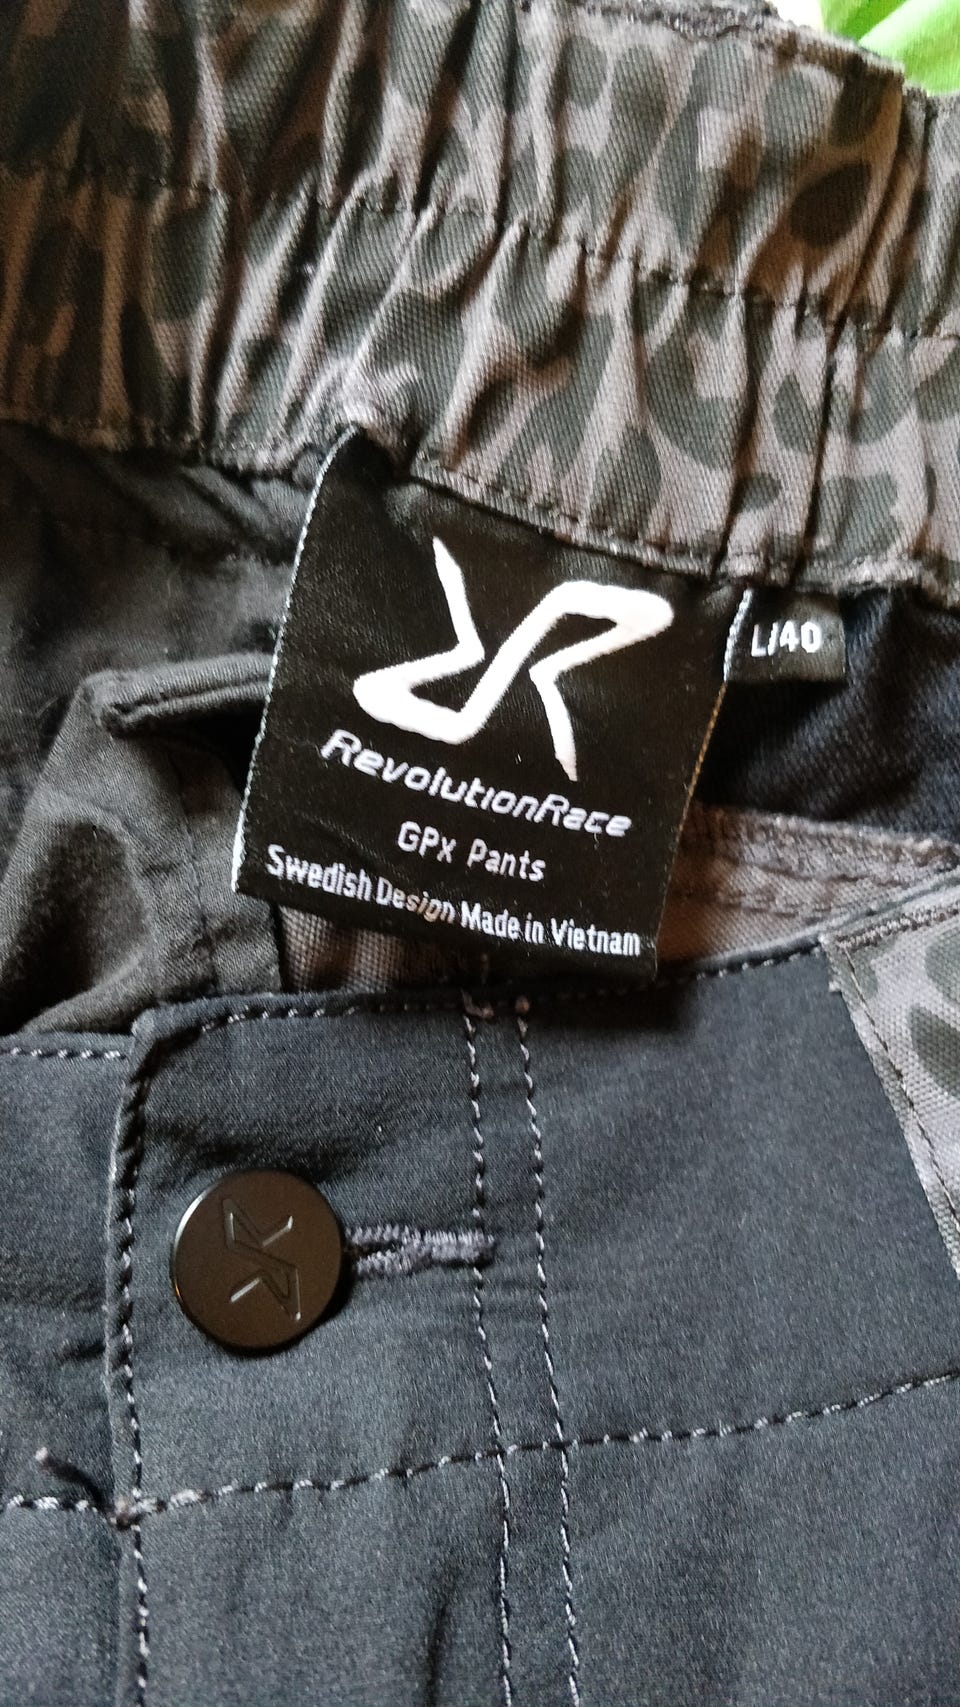 L/40
RevolutionRace
GPx Pants
Swedish Design Made in Vietnam